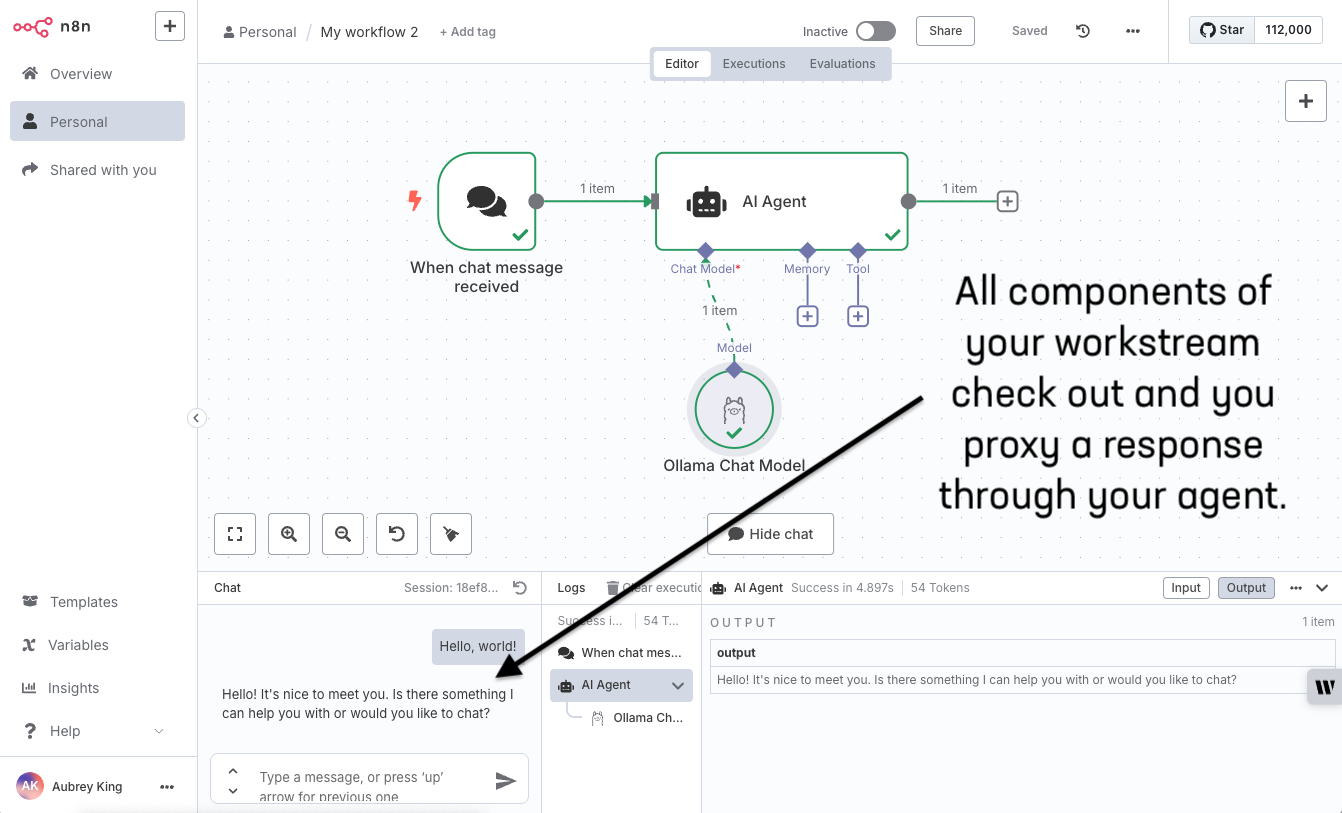 n8n
Overview
Personal
Shared with you
Templates
Variables
Insights
Help
AK Aubrey King
Personal / My workflow 2 + Add tag
Inactive Share Saved
Star 112,000
Editor Executions Evaluations
1 item
1 item
AI Agent
When chat message
received
Chat Model*
Memory
Tool
1 item
Model
Ollama Chat Model
All components of
your workstream
check out and you
proxy a response
through your agent.
Hide chat
Chat Session: 18ef8...
Hello, world!
Hello! It's nice to meet you. Is there something I
can help you with or would you like to chat?
Type a message, or press ‘up’
arrow for previous one
Logs Clear executio
Success i... 54 T...
When chat mes...
AI Agent
Ollama Ch...
AI Agent Success in 4.897s 54 Tokens Input Output
OUTPUT 1 item
output
Hello! It's nice to meet you. Is there something I can help you with or would you like to chat?
W